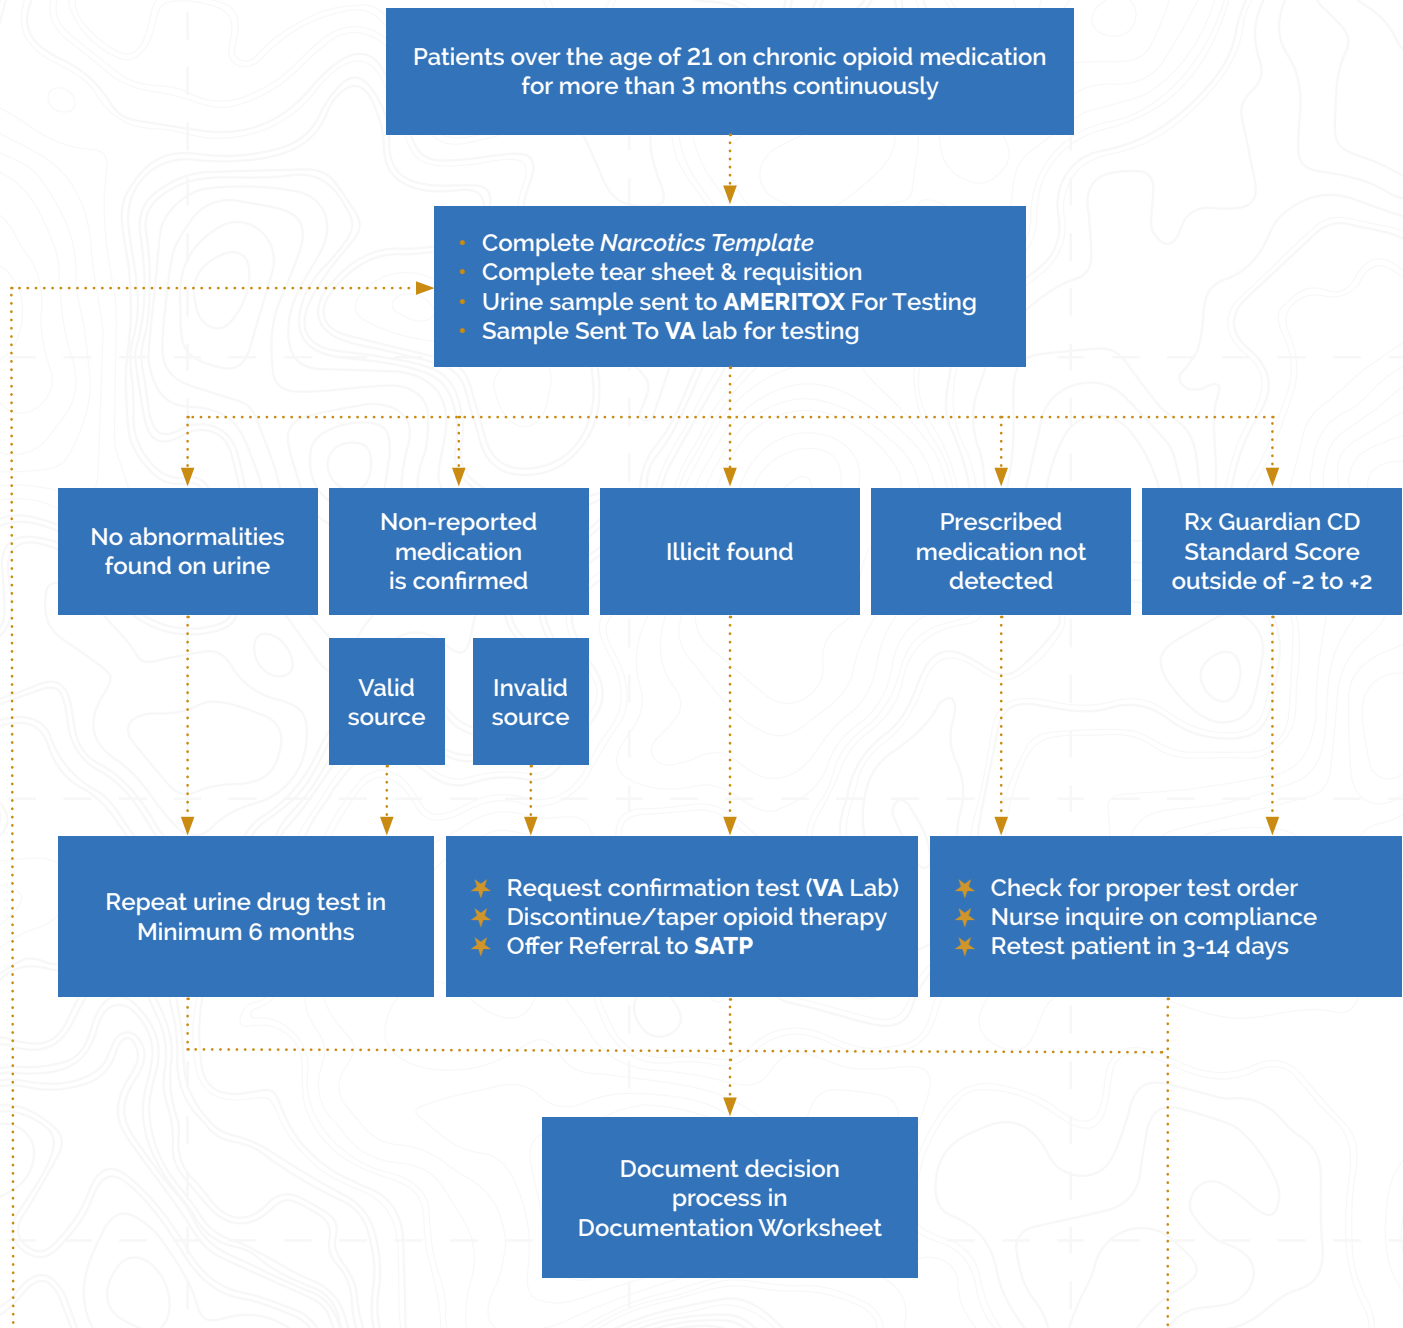 Patients over the age of 21 on chronic opioid medication
for more than 3 months continuously
• Complete Narcotics Template
• Complete tear sheet & requisition
• Urine sample sent to AMERITOX For Testing
• Sample Sent To VA lab for testing
No abnormalities
found on urine
Non-reported
medication
is confirmed
Illicit found
Prescribed
medication not
detected
Rx Guardian CD
Standard Score
outside of -2 to +2
Valid
source
Invalid
source
Repeat urine drug test in
Minimum 6 months
Request confirmation test (VA Lab)
Discontinue/taper opioid therapy
Offer Referral to SATP
Check for proper test order
Nurse inquire on compliance
Retest patient in 3-14 days
Document decision
process in
Documentation Worksheet